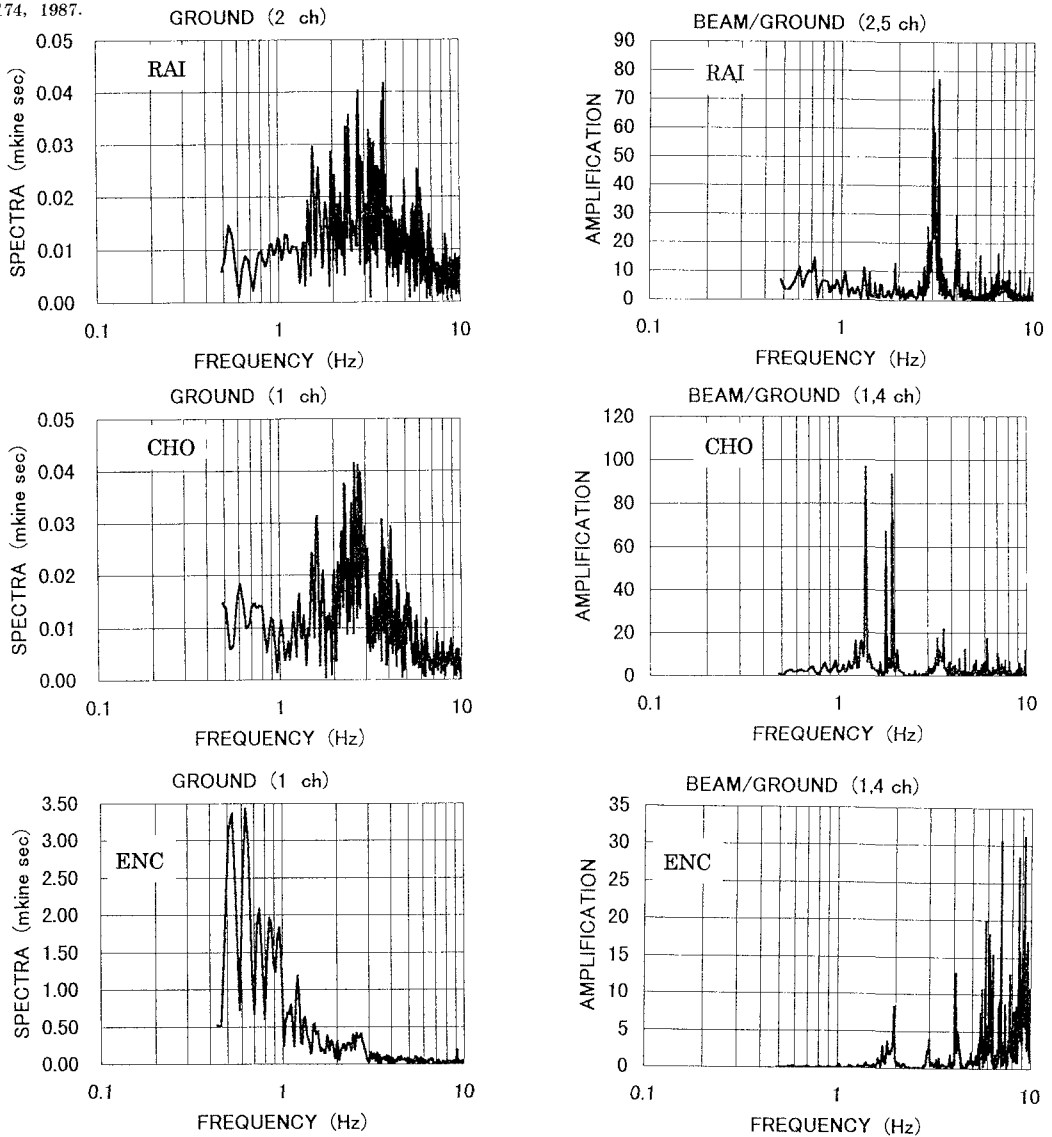 174, 1987.
GROUND (2 ch)
RAI
SPECTRA (mkine sec)
0.05
0.04
0.03
0.02
0.01
0.00
0.1
1
10
FREQUENCY (Hz)
BEAM/GROUND (2,5 ch)
RAI
AMPLIFICATION
90
80
70
60
50
40
30
20
10
0
0.1
1
10
FREQUENCY (Hz)
GROUND (1 ch)
CHO
SPECTRA (mkine sec)
0.05
0.04
0.03
0.02
0.01
0.00
0.1
1
10
FREQUENCY (Hz)
BEAM/GROUND (1,4 ch)
CHO
AMPLIFICATION
120
100
80
60
40
20
0
0.1
1
10
FREQUENCY (Hz)
GROUND (1 ch)
ENC
SPECTRA (mkine sec)
3.50
3.00
2.50
2.00
1.50
1.00
0.50
0.00
0.1
1
10
FREQUENCY (Hz)
BEAM/GROUND (1,4 ch)
ENC
AMPLIFICATION
35
30
25
20
15
10
5
0
0.1
1
10
FREQUENCY (Hz)